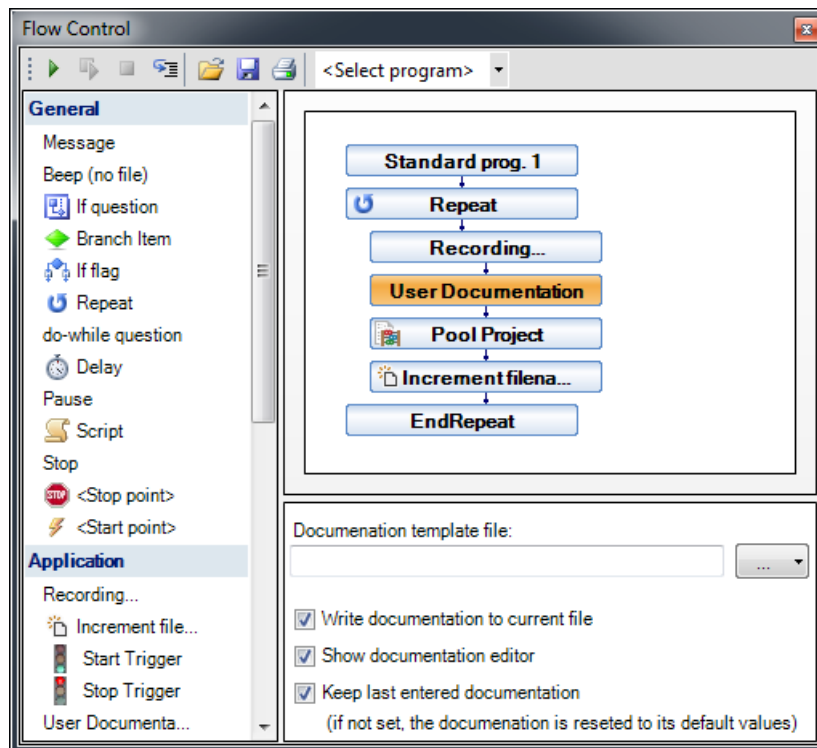 Flow Control
<Select program>
General
Message
Beep (no file)
If question
Branch Item
If flag
Repeat
do-while question
Delay
Pause
Script
Stop
STOP <Stop point>
<Start point>
Application
Recording...
Increment file...
Start Trigger
Stop Trigger
User Documenta...
Standard prog. 1
Repeat
Recording...
User Documentation
Pool Project
Increment filena...
EndRepeat
Documenation template file:
...
Write documentation to current file
Show documentation editor
Keep last entered documentation
(if not set, the documenation is reseted to its default values)